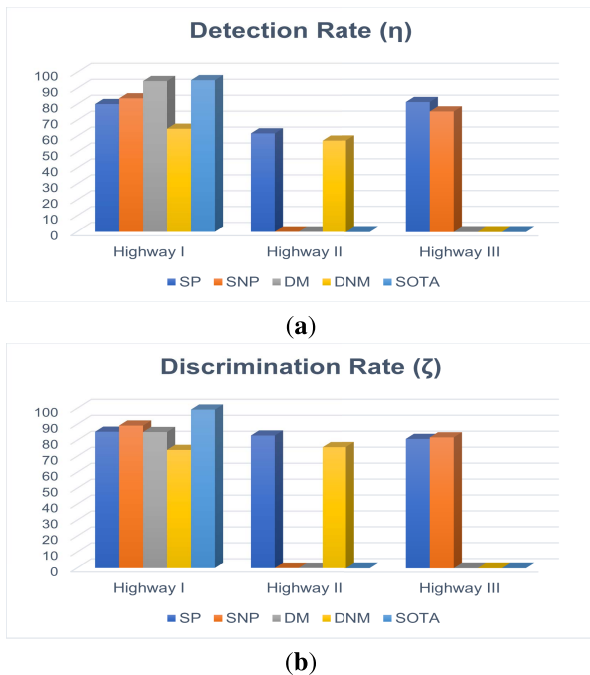 Detection Rate (η)
100
90
80
70
60
50
40
30
20
10
0
Highway I Highway II Highway III
SP SNP DM DNM SOTA
(a)
Discrimination Rate (ζ)
100
90
80
70
60
50
40
30
20
10
0
Highway I Highway II Highway III
SP SNP DM DNM SOTA
(b)